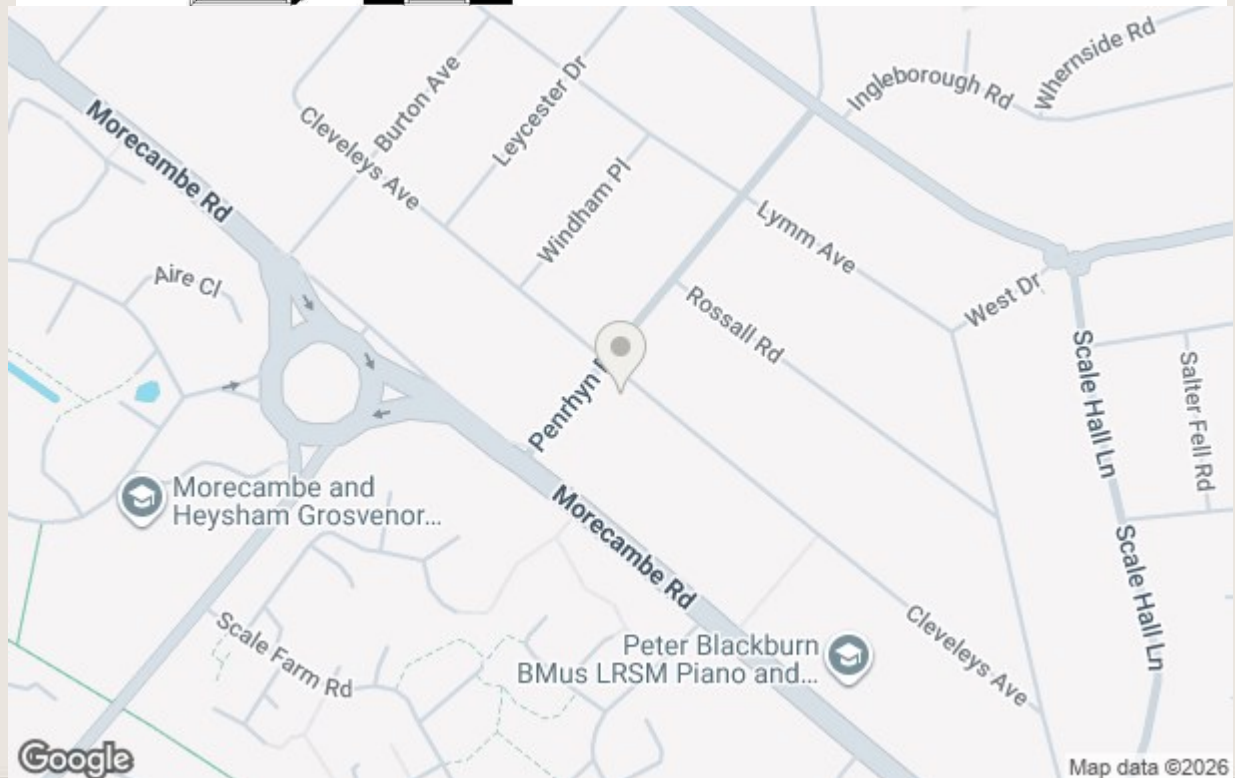 Burton Ave
Leycester Dr
Cleveleys Ave
Morecambe Rd
Windham Pl
Ingleborough Rd
Whernside Rd
Lymm Ave
West Dr
Aire Cl
Rossall Rd
Scale Hall Ln
Salter Fell Rd
Penrhyn
Morecambe and
Heysham Grosvenor...
Morecambe Rd
Scale Hall Ln
Scale Farm Rd
Peter Blackburn
BMus LRSM Piano and...
Cleveleys Ave
Google
Map data ©2026